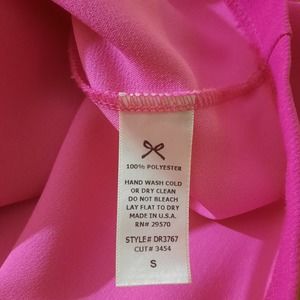 100% POLYESTER
HAND WASH COLD
OR DRY CLEAN
DO NOT BLEACH
LAY FLAT TO DRY
MADE IN U.S.A.
RN# 29570
STYLE# DR3767
CUT# 3454
S